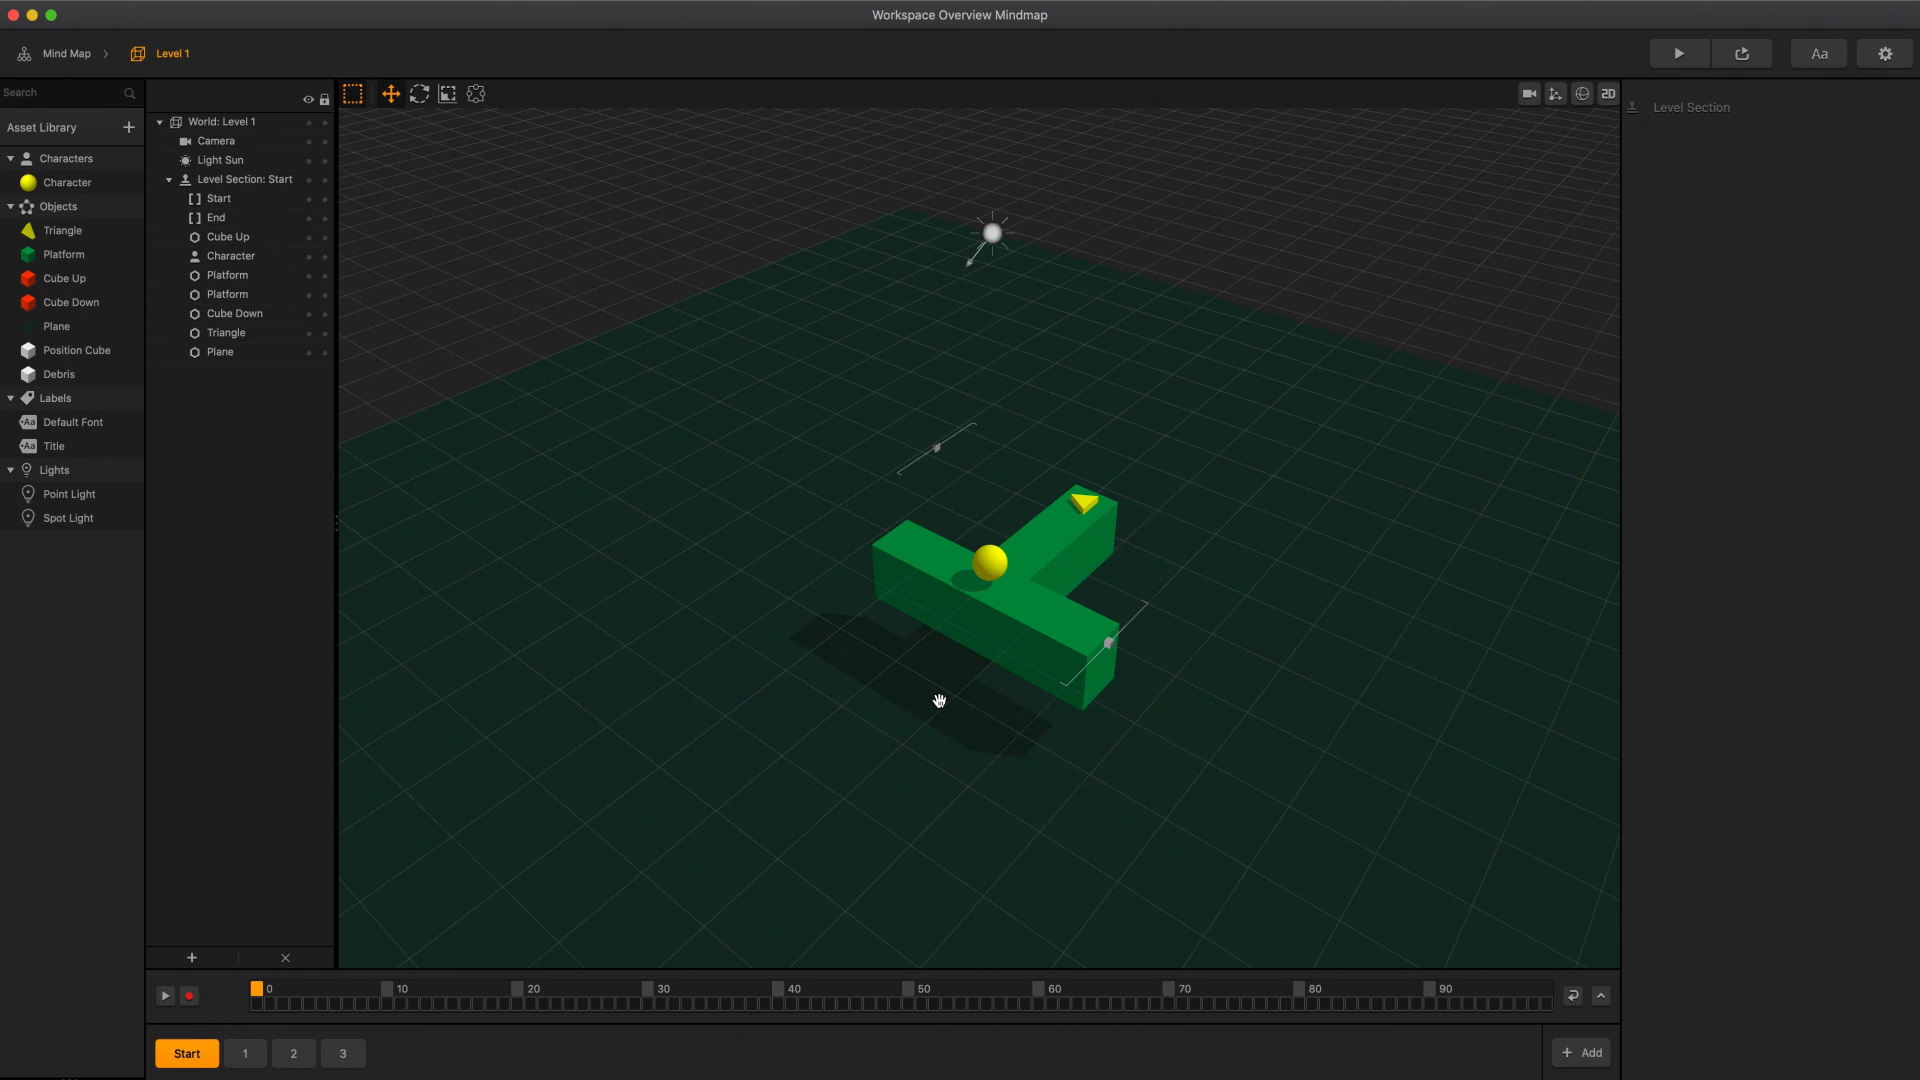 Workspace Overview Mindmap
Mind Map
Level 1
Aa
Search
Asset Library
Characters
Character
Objects
Triangle
Platform
Cube Up
Cube Down
Plane
Position Cube
Debris
Labels
Aa Default Font
Aa Title
Lights
Point Light
Spot Light
World: Level 1
Camera
Light Sun
Level Section: Start
Start
End
Cube Up
Character
Platform
Platform
Cube Down
Triangle
Plane
2D
Level Section
0 10 20 30 40 50 60 70 80 90
Start 1 2 3
Add